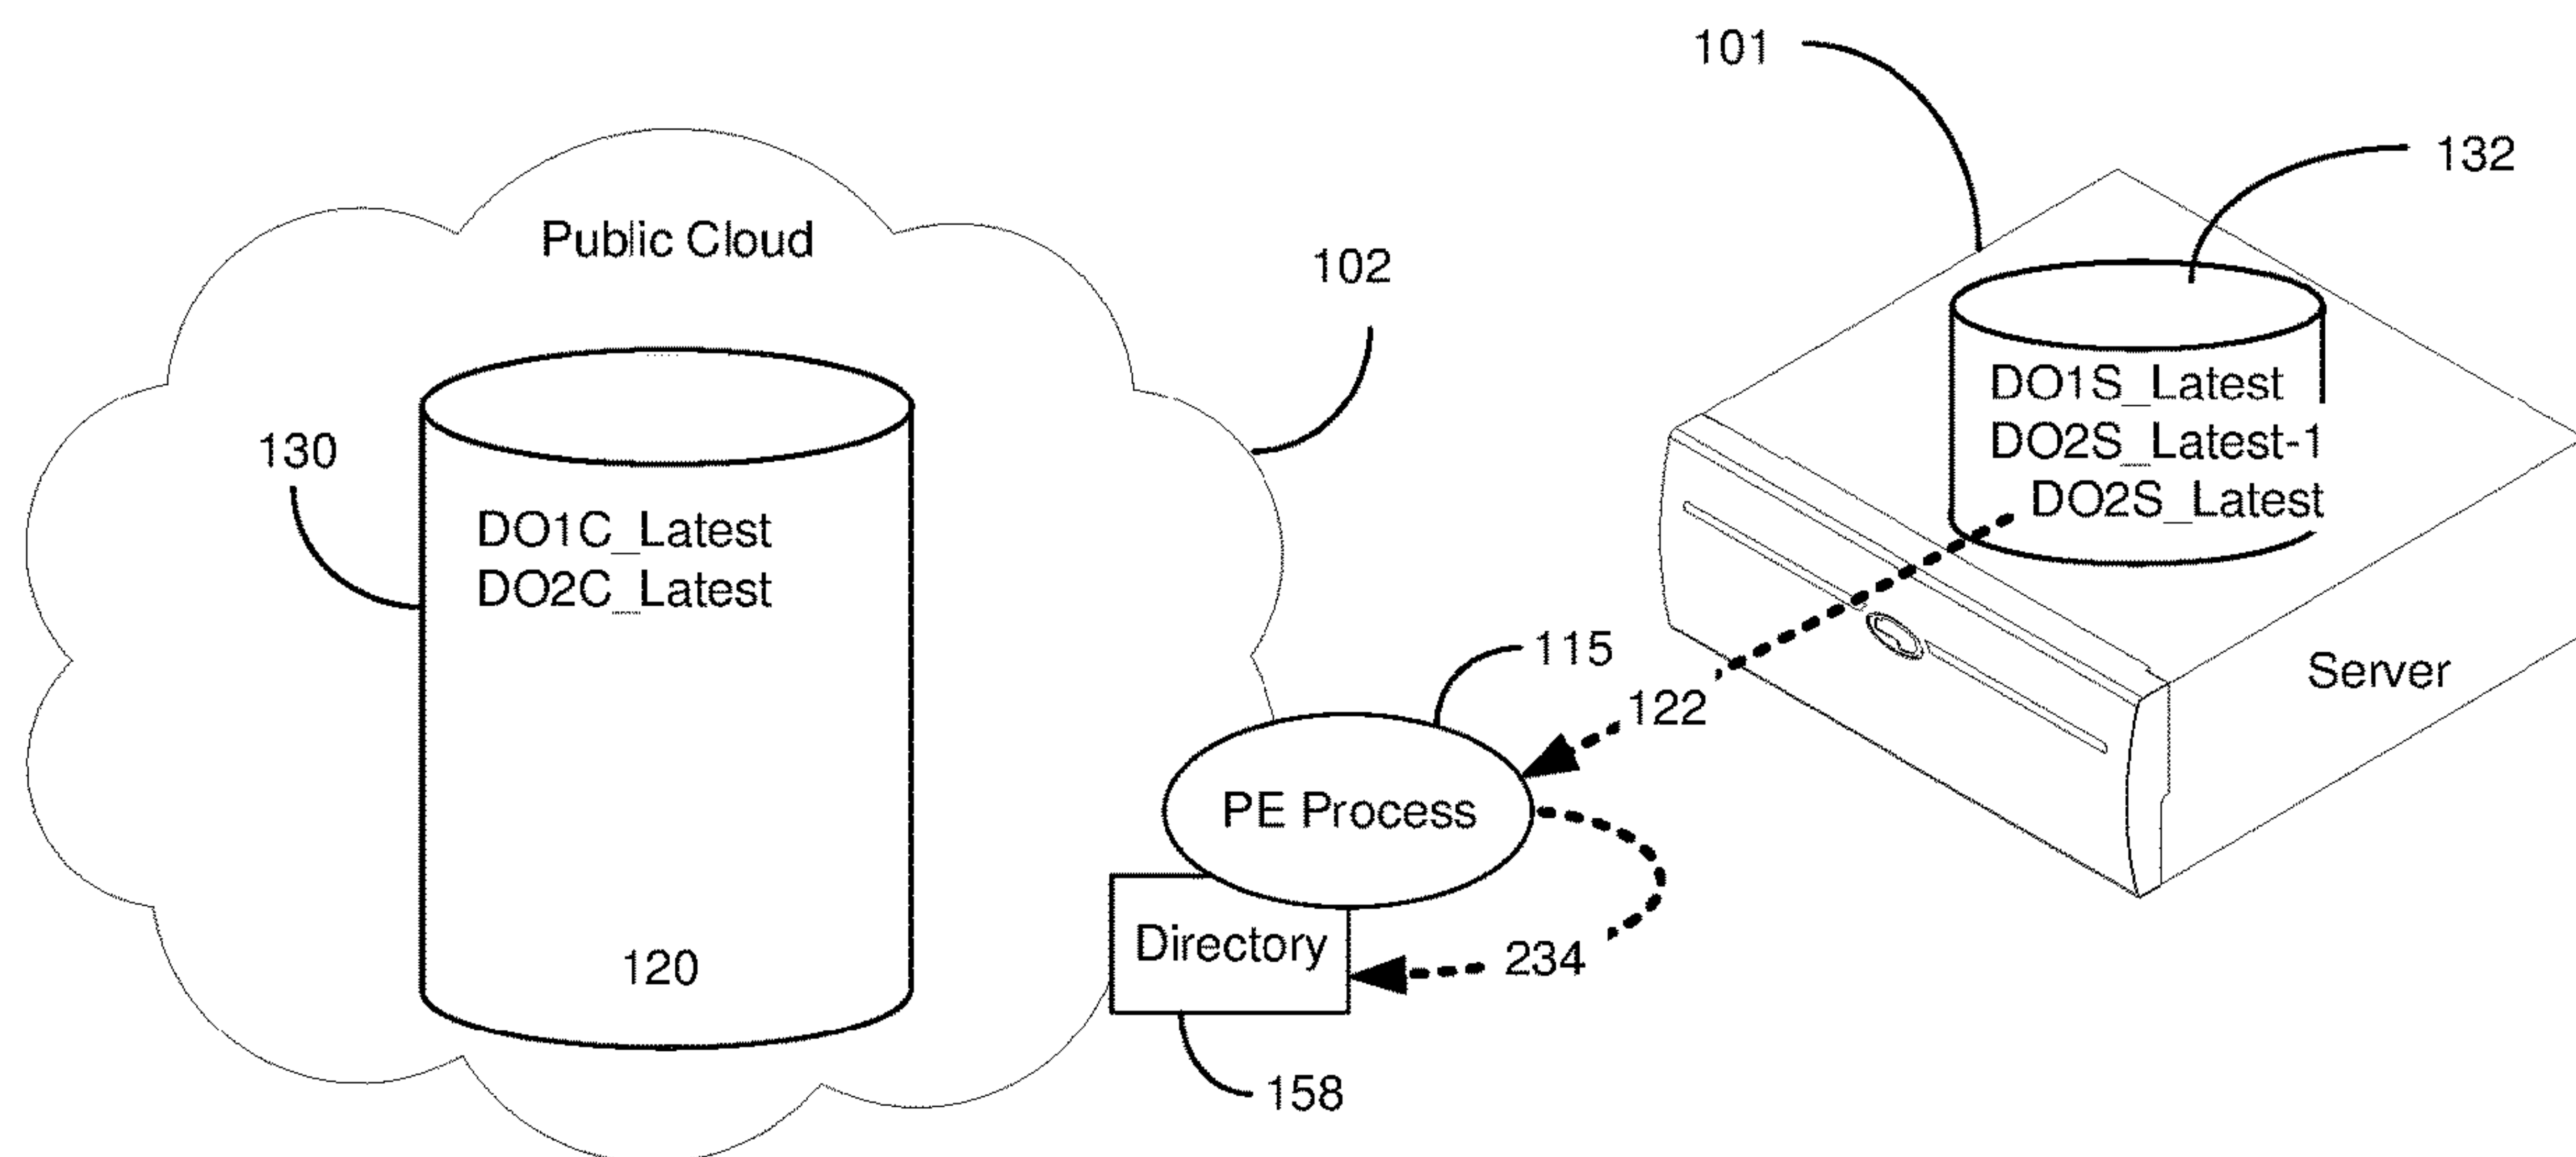 101
132
Public Cloud
102
DO1S_Latest
DO2S_Latest-1
DO2S_Latest
130
DO1C_Latest
DO2C_Latest
115
Server
122
PE Process
Directory
234
120
158